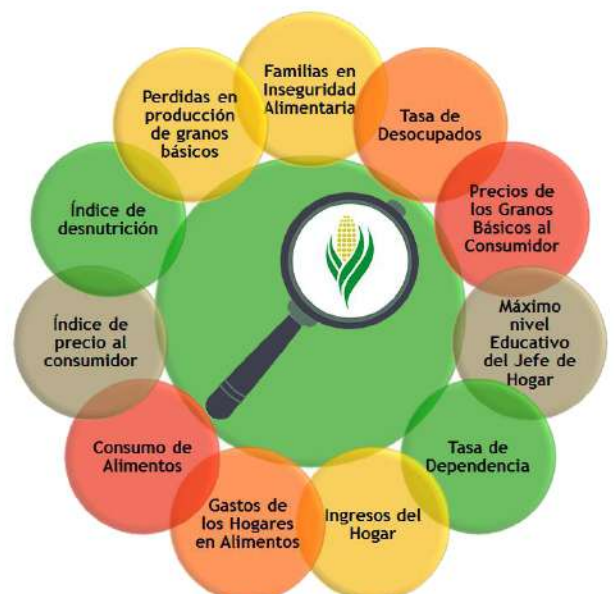 Familias en
Inseguridad
Alimentaria
Tasa de
Desocupados
Precios de
los Granos
Básicos al
Consumidor
Máximo
nivel
Educativo
del Jefe de
Hogar
Tasa de
Dependencia
Ingresos del
Hogar
Gastos de
los Hogares
en Alimentos
Consumo de
Alimentos
Índice de
precio al
consumidor
Índice de
desnutrición
Perdidas en
producción
de granos
básicos